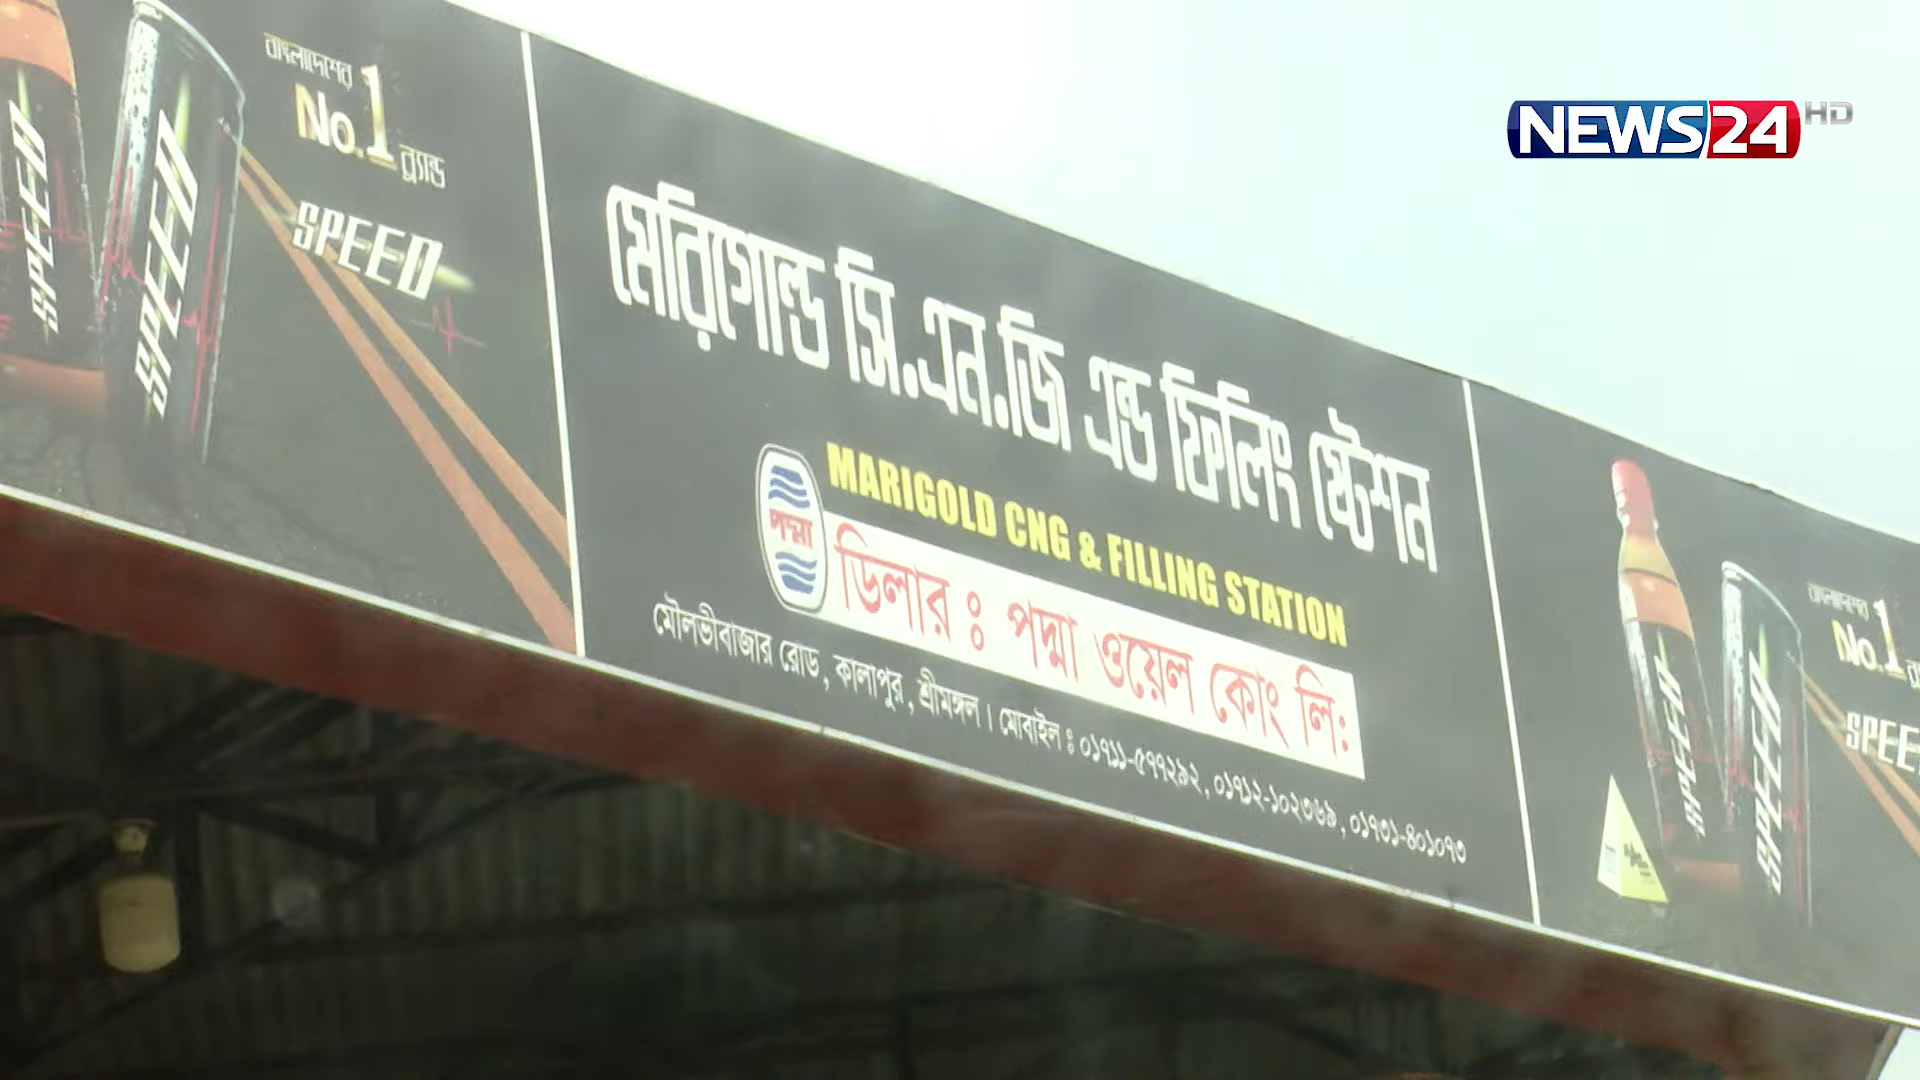 বাংলাদেশের
No.1
ব্র্যান্ড
SPEED
SPEED
SPEED
NEWS24 HD
মেরিগোল্ড সি.এন.জি এন্ড ফিলিং ষ্টেশন
MARIGOLD CNG & FILLING STATION
পদ্মা
ডিলার ঃ পদ্মা ওয়েল কোং লি:
মৌলভীবাজার রোড, কালাপুর, শ্রীমঙ্গল। মোবাইল ঃ ০১৭১১-৫৭৭২৯২, ০১৭১২-১০২৩৬৯, ০১৭৩১-৪০১০৭৩
বাংলাদেশের
No.1
SPEED
SPEED
SPEE